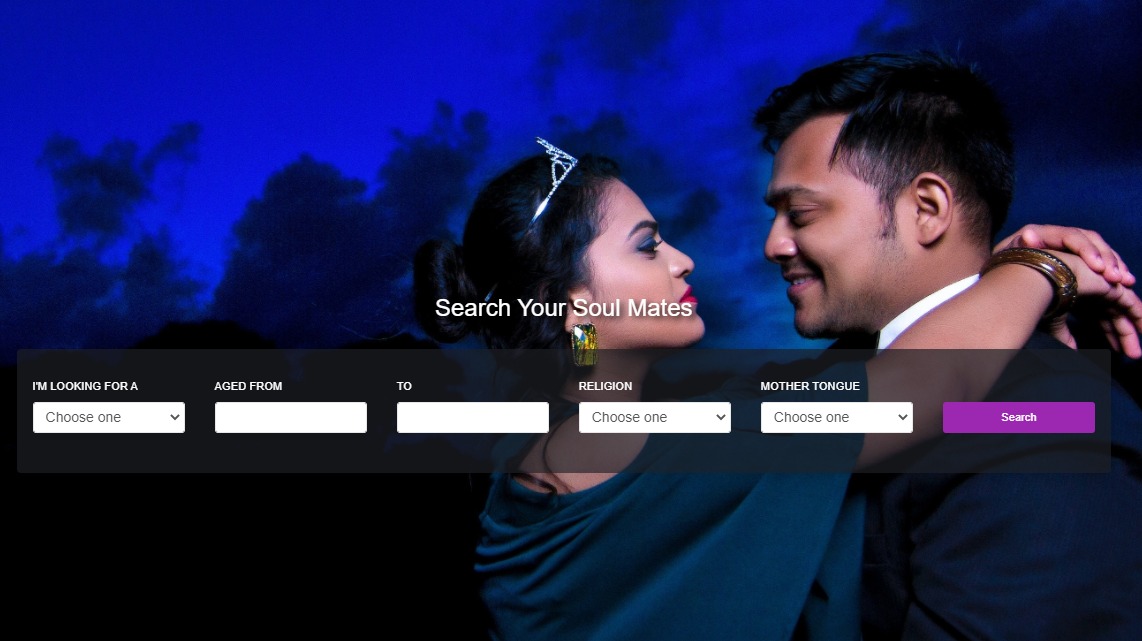 Search Your Soul Mates
I'M LOOKING FOR A
AGED FROM
TO
RELIGION
MOTHER TONGUE
Choose one
Choose one
Choose one
Search